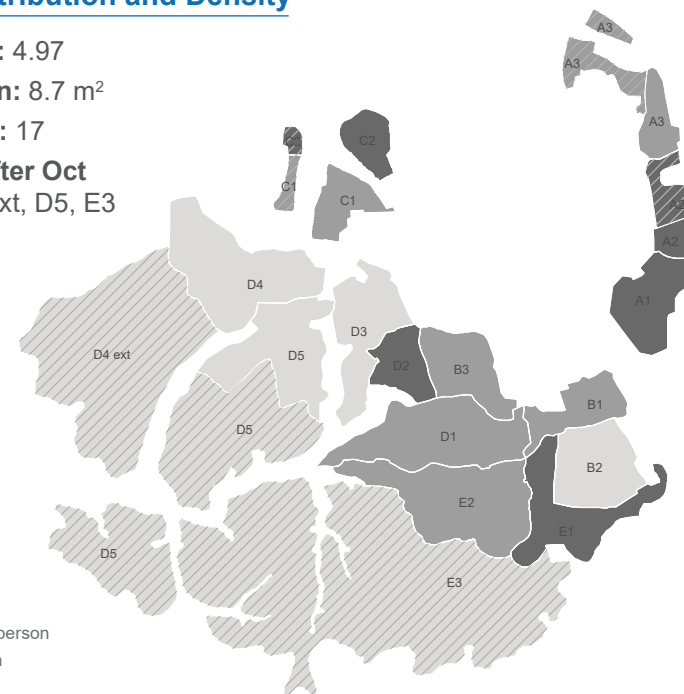 tribution and Density
: 4.97
n: 8.7 m²
: 17
fter Oct
xt, D5, E3
A3
A3
A3
C2
C2
C1
C1
A2
A2
A1
D4
D3
D4 ext
D5
D2
B3
B1
D5
D1
B2
E2
E1
D5
E3
person
n